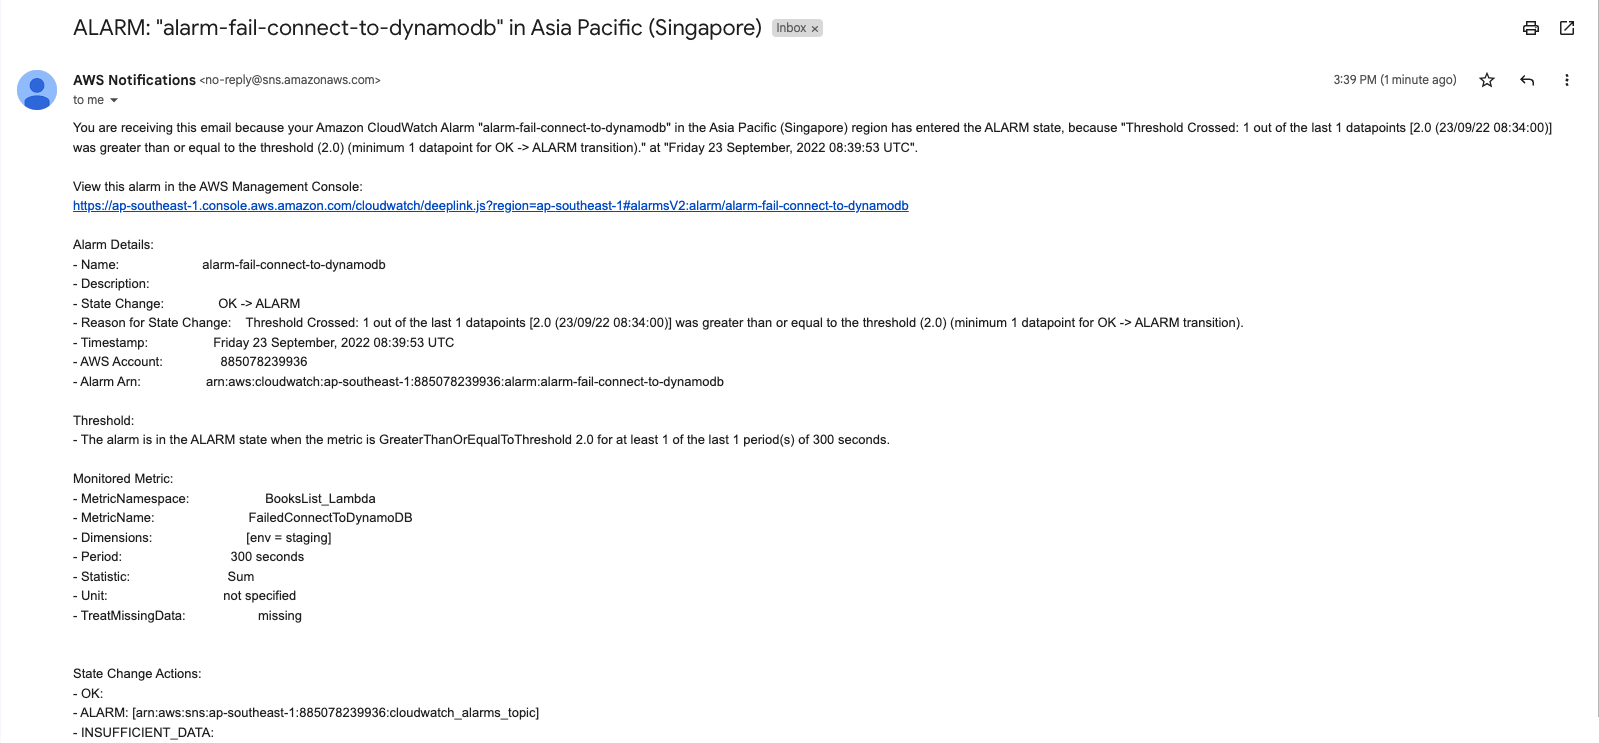 ALARM: "alarm-fail-connect-to-dynamodb" in Asia Pacific (Singapore) Inbox ×
AWS Notifications <no-reply@sns.amazonaws.com> 3:39 PM (1 minute ago)
to me
You are receiving this email because your Amazon CloudWatch Alarm "alarm-fail-connect-to-dynamodb" in the Asia Pacific (Singapore) region has entered the ALARM state, because "Threshold Crossed: 1 out of the last 1 datapoints [2.0 (23/09/22 08:34:00)]
was greater than or equal to the threshold (2.0) (minimum 1 datapoint for OK -> ALARM transition)." at "Friday 23 September, 2022 08:39:53 UTC".
View this alarm in the AWS Management Console:
https://ap-southeast-1.console.aws.amazon.com/cloudwatch/deeplink.js?region=ap-southeast-1#alarmsV2:alarm/alarm-fail-connect-to-dynamodb
Alarm Details:
- Name: alarm-fail-connect-to-dynamodb
- Description:
- State Change: OK -> ALARM
- Reason for State Change: Threshold Crossed: 1 out of the last 1 datapoints [2.0 (23/09/22 08:34:00)] was greater than or equal to the threshold (2.0) (minimum 1 datapoint for OK -> ALARM transition).
- Timestamp: Friday 23 September, 2022 08:39:53 UTC
- AWS Account: 885078239936
- Alarm Arn: arn:aws:cloudwatch:ap-southeast-1:885078239936:alarm:alarm-fail-connect-to-dynamodb
Threshold:
- The alarm is in the ALARM state when the metric is GreaterThanOrEqualToThreshold 2.0 for at least 1 of the last 1 period(s) of 300 seconds.
Monitored Metric:
- MetricNamespace: BooksList_Lambda
- MetricName: FailedConnectToDynamoDB
- Dimensions: [env = staging]
- Period: 300 seconds
- Statistic: Sum
- Unit: not specified
- TreatMissingData: missing
State Change Actions:
- OK:
- ALARM: [arn:aws:sns:ap-southeast-1:885078239936:cloudwatch_alarms_topic]
- INSUFFICIENT_DATA: